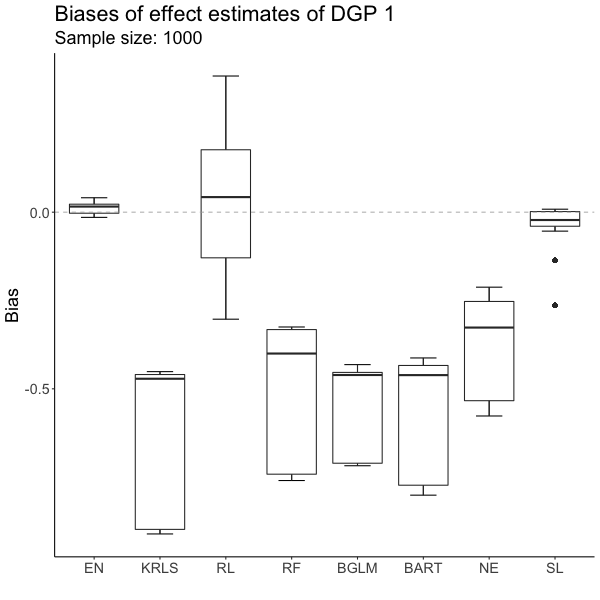 Biases of effect estimates of DGP 1
Sample size: 1000
Bias
0.0
-0.5
EN KRLS RL RF BGLM BART NE SL